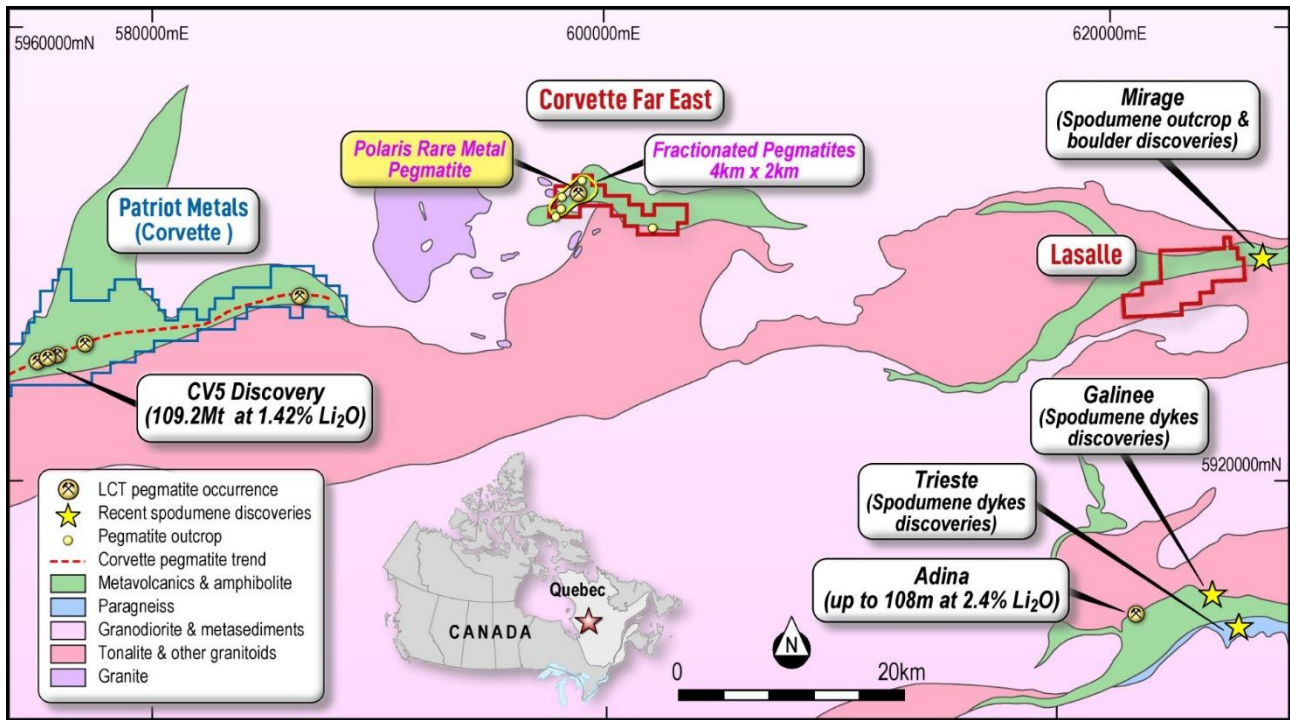 5960000mN
580000mE
600000mE
620000mE
Corvette Far East
Mirage
(Spodumene outcrop &
boulder discoveries)
Polaris Rare Metal
Pegmatite
Fractionated Pegmatites
4km x 2km
Patriot Metals
(Corvette )
Lasalle
CV5 Discovery
(109.2Mt at 1.42% Li₂O)
Galinee
(Spodumene dykes
discoveries)
5920000mN
Trieste
(Spodumene dykes
discoveries)
Adina
(up to 108m at 2.4% Li₂O)
LCT pegmatite occurrence
Recent spodumene discoveries
Pegmatite outcrop
Corvette pegmatite trend
Metavolcanics & amphibolite
Paragneiss
Granodiorite & metasediments
Tonalite & other granitoids
Granite
Quebec
CANADA
N
0
20km